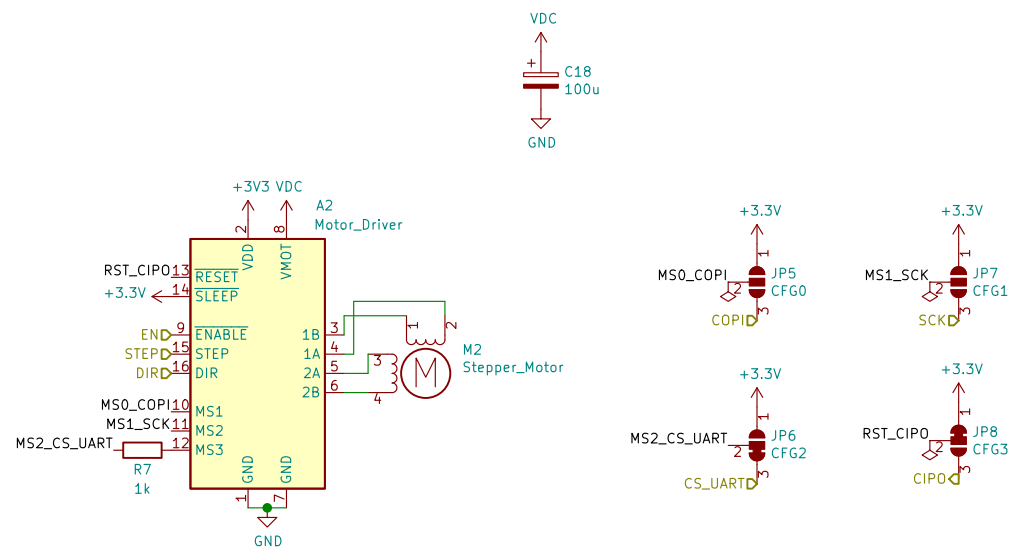 VDC
+
C18
100u
GND
+3V3 VDC
A2
Motor_Driver
2
8
VDD
VMOT
RST_CIPO 13 RESET
+3.3V 14 SLEEP
EN 9 ENABLE
STEP 15 STEP
DIR 16 DIR
MS0_COPI 10 MS1
MS1_SCK 11 MS2
MS2_CS_UART 12 MS3
R7
1k
1B 3
1A 4
2A 5
2B 6
1
2
3
4
M
M2
Stepper_Motor
GND
GND
1
7
GND
+3.3V
1
MS0_COPI
2
JP5
CFG0
3
COPI
+3.3V
1
MS1_SCK
2
JP7
CFG1
3
SCK
+3.3V
1
MS2_CS_UART
2
JP6
CFG2
3
CS_UART
+3.3V
1
RST_CIPO
2
JP8
CFG3
3
CIPO